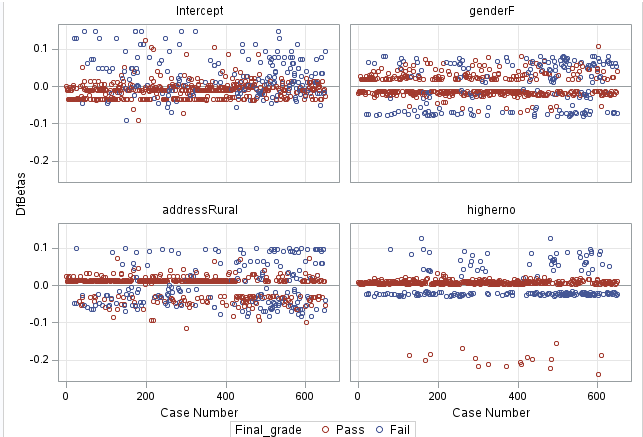 Intercept
genderF
0.1
0.0
-0.1
-0.2
DfBetas
addressRural
higherno
0.1
0.0
-0.1
-0.2
0 200 400 600 0 200 400 600
Case Number Case Number
Final_grade Pass Fail